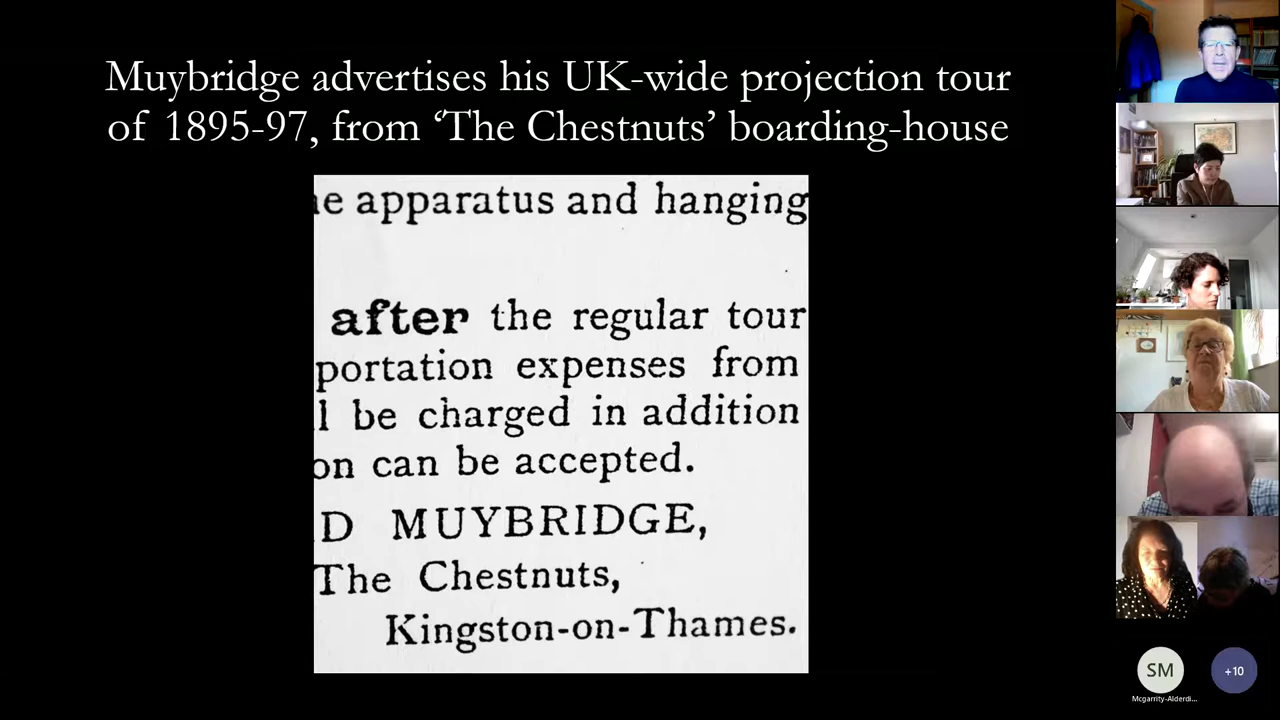 Muybridge advertises his UK-wide projection tour
of 1895-97, from ‘The Chestnuts’ boarding-house
e apparatus and hanging
after the regular tour
portation expenses from
l be charged in addition
on can be accepted.
D MUYBRIDGE,
The Chestnuts,
Kingston-on-Thames.
SM
+10
Mcgarrity-Alderdi...